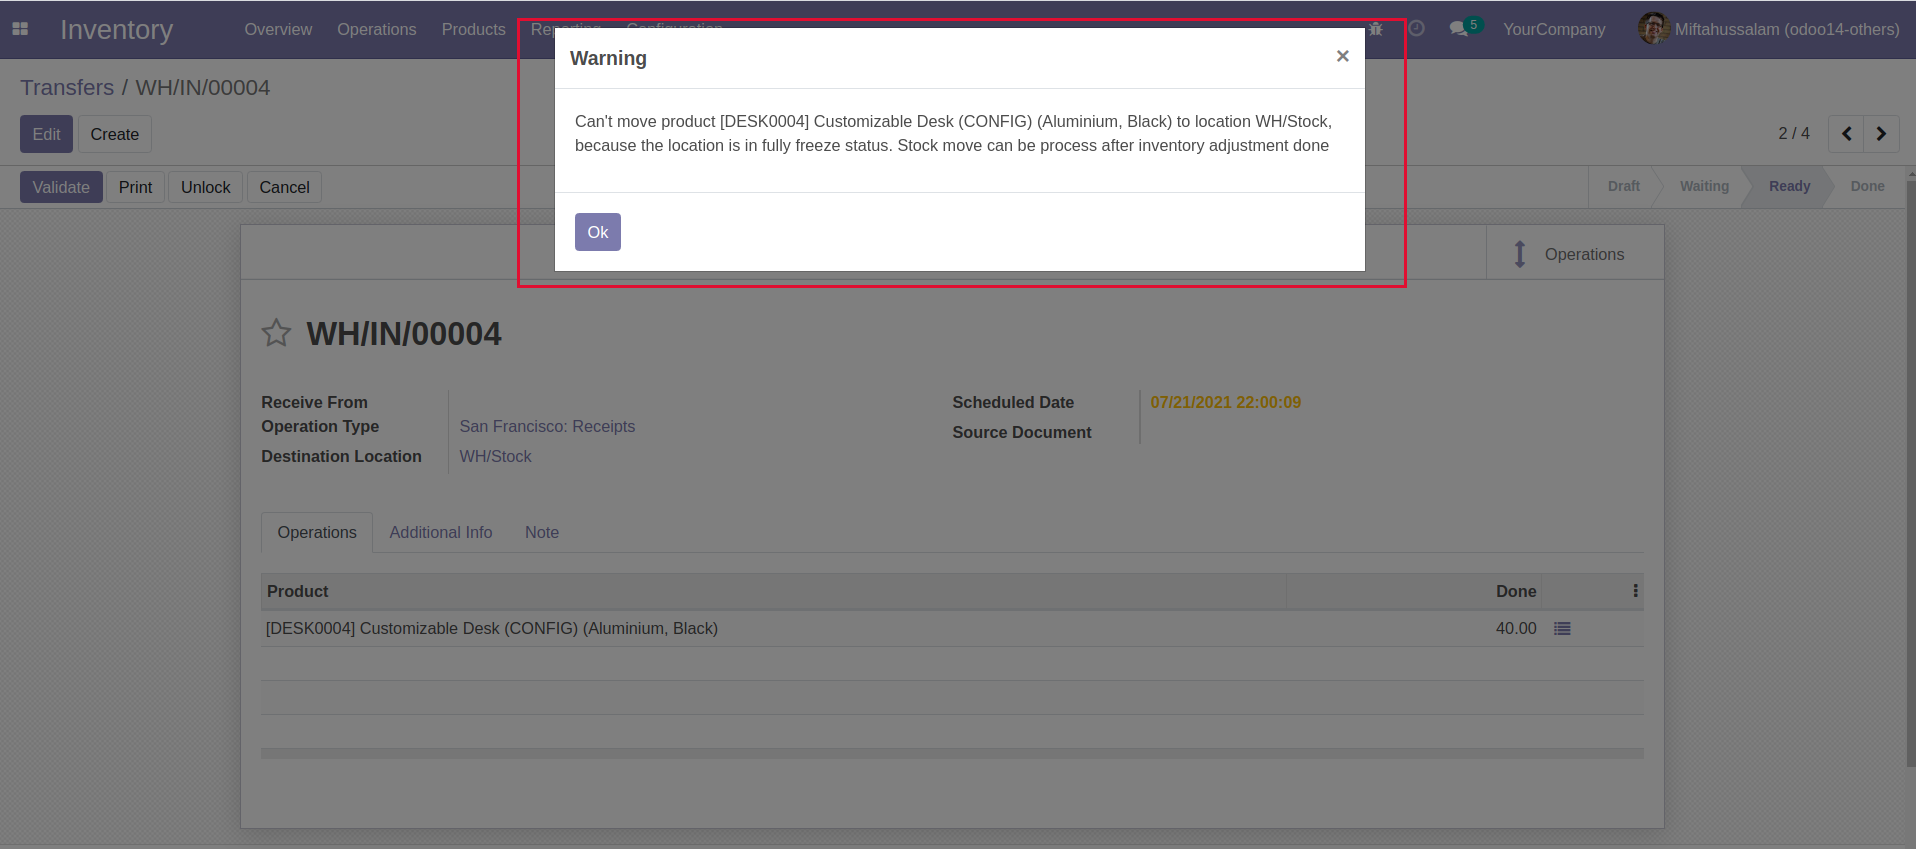 Inventory
Overview
Operations
Products
Reporting
Configuration
5
YourCompany
Miftahussalam (odoo14-others)
Warning
×
Can't move product [DESK0004] Customizable Desk (CONFIG) (Aluminium, Black) to location WH/Stock,
because the location is in fully freeze status. Stock move can be process after inventory adjustment done
Ok
Transfers / WH/IN/00004
Edit
Create
2 / 4
Validate
Print
Unlock
Cancel
Draft
Waiting
Ready
Done
Operations
WH/IN/00004
Receive From
Operation Type
San Francisco: Receipts
Destination Location
WH/Stock
Scheduled Date
07/21/2021 22:00:09
Source Document
Operations
Additional Info
Note
Product
Done
[DESK0004] Customizable Desk (CONFIG) (Aluminium, Black)
40.00